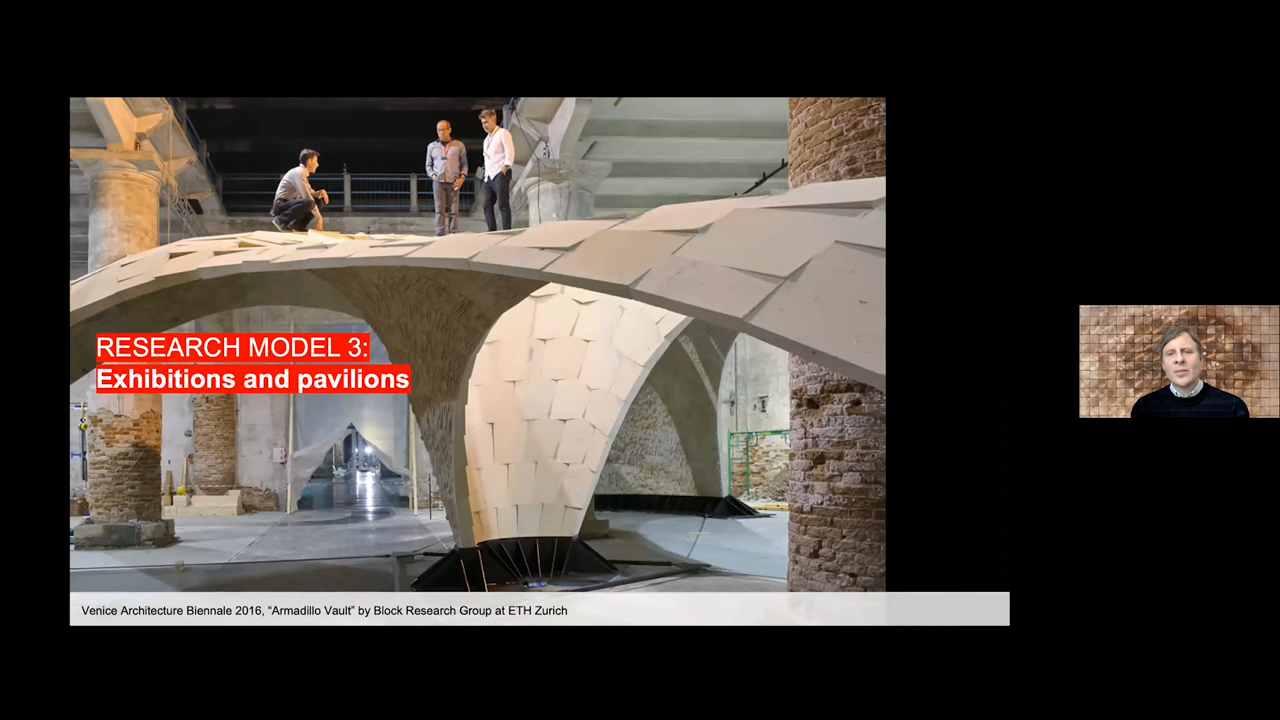 RESEARCH MODEL 3:
Exhibitions and pavilions
Venice Architecture Biennale 2016, “Armadillo Vault” by Block Research Group at ETH Zurich